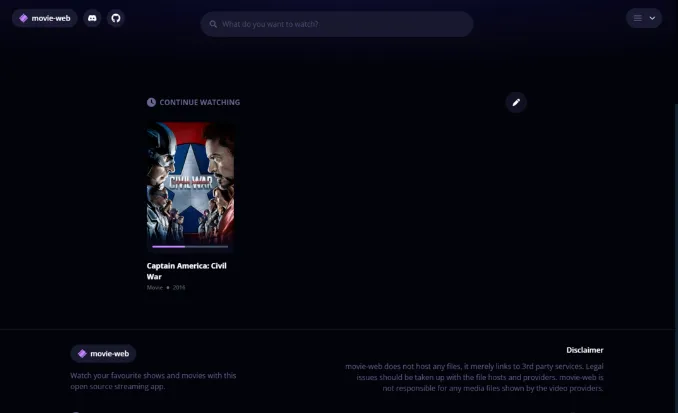 movie-web
What do you want to watch?
CONTINUE WATCHING
CIVIL WAR
Captain America: Civil
War
Movie • 2016
movie-web
Watch your favourite shows and movies with this
open source streaming app.
Disclaimer
movie-web does not host any files, it merely links to 3rd party services. Legal
issues should be taken up with the file hosts and providers. movie-web is
not responsible for any media files shown by the video providers.